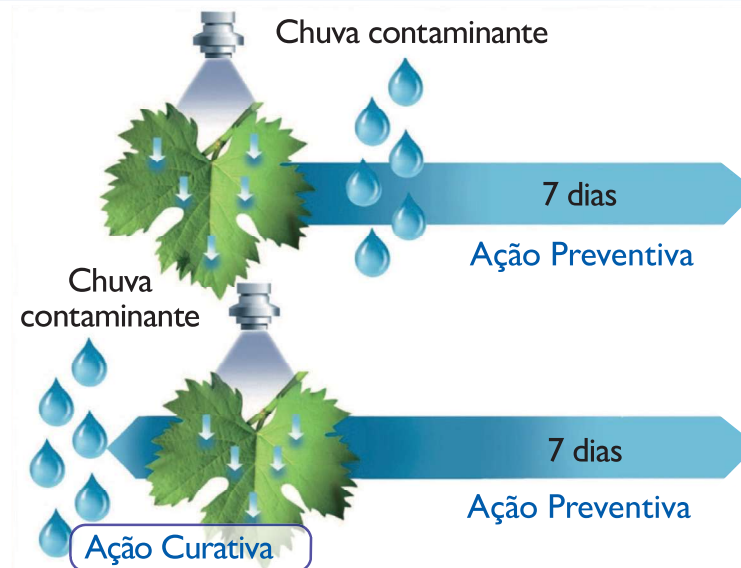 Chuva contaminante
7 dias
Ação Preventiva
Chuva
contaminante
7 dias
Ação Preventiva
Ação Curativa